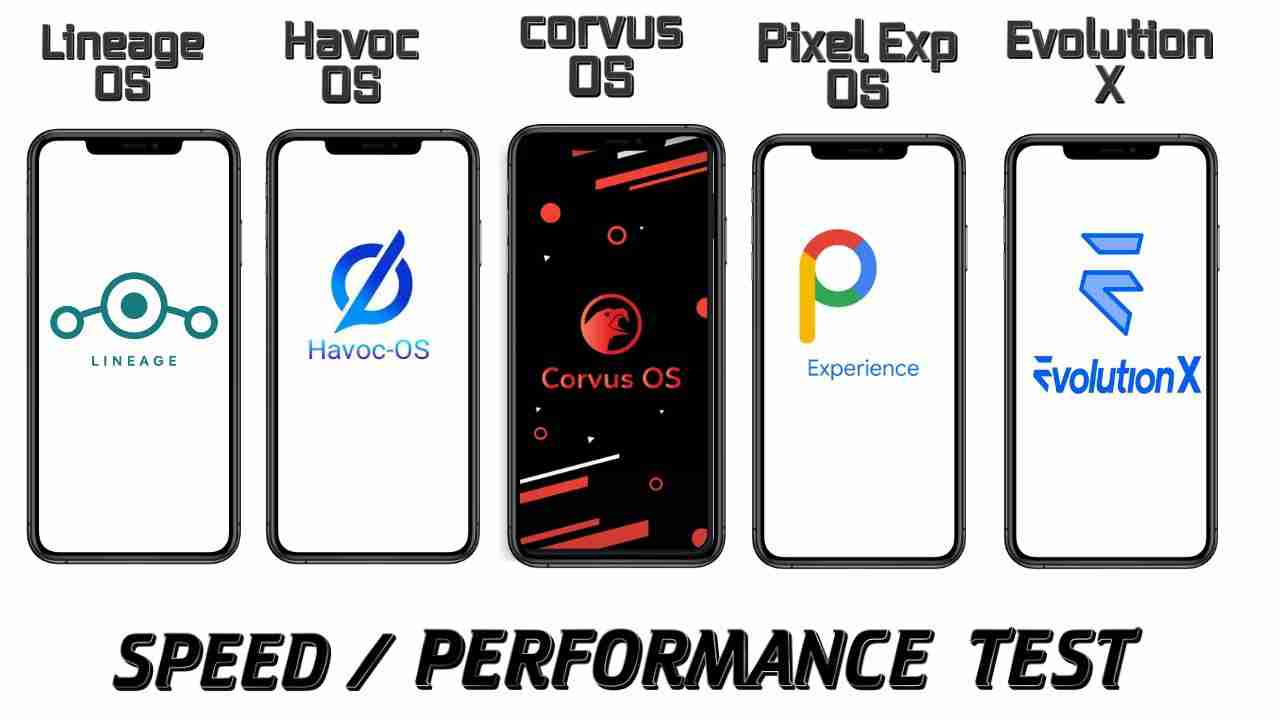 Lineage
OS
Havoc
OS
corvus
OS
Pixel Exp
OS
Evolution
X
LINEAGE
Havoc-OS
Corvus OS
Experience
Evolution X
SPEED / PERFORMANCE TEST